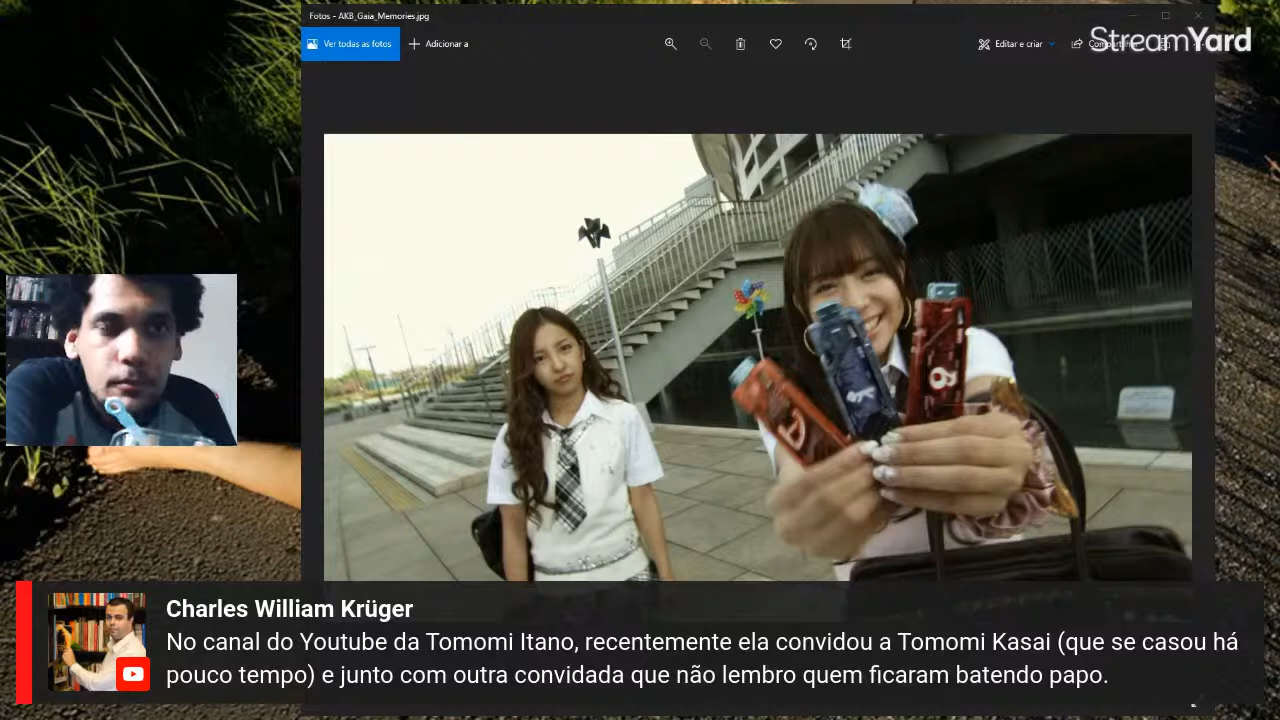 Fotos - AKB_Gaia_Memories.jpg
Ver todas as fotos
Adicionar a
Editar e criar
StreamYard
Charles William Krüger
No canal do Youtube da Tomomi Itano, recentemente ela convidou a Tomomi Kasai (que se casou há
pouco tempo) e junto com outra convidada que não lembro quem ficaram batendo papo.